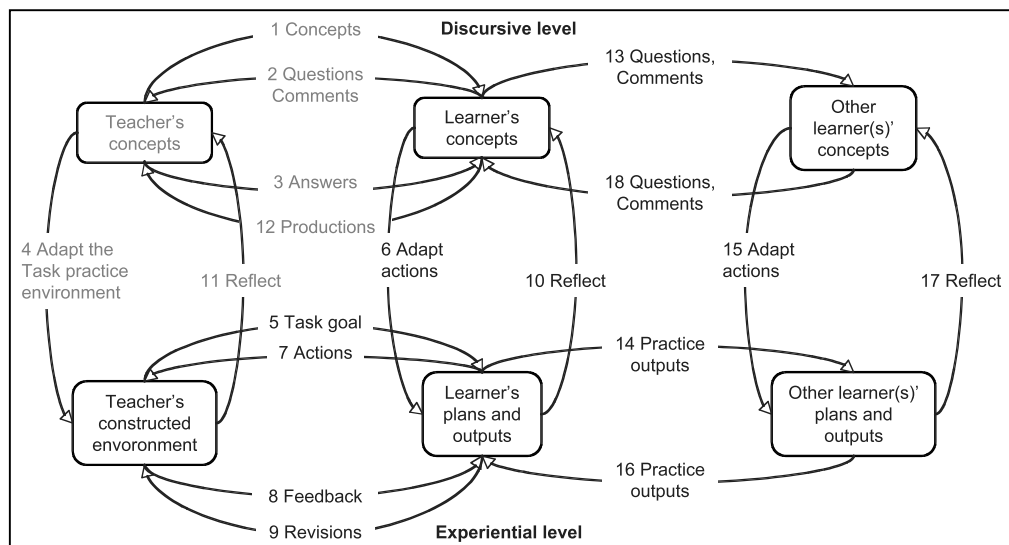 1 Concepts
Discursive level
2 Questions
Comments
13 Questions,
Comments
Teacher's
concepts
Learner's
concepts
Other
learner(s)'
concepts
3 Answers
18 Questions,
Comments
12 Productions
4 Adapt the
Task practice
environment
11 Reflect
6 Adapt
actions
10 Reflect
15 Adapt
actions
17 Reflect
5 Task goal
7 Actions
14 Practice
outputs
Teacher's
constructed
envoronment
Learner's
plans and
outputs
Other learner(s)'
plans and
outputs
8 Feedback
16 Practice
outputs
9 Revisions
Experiential level